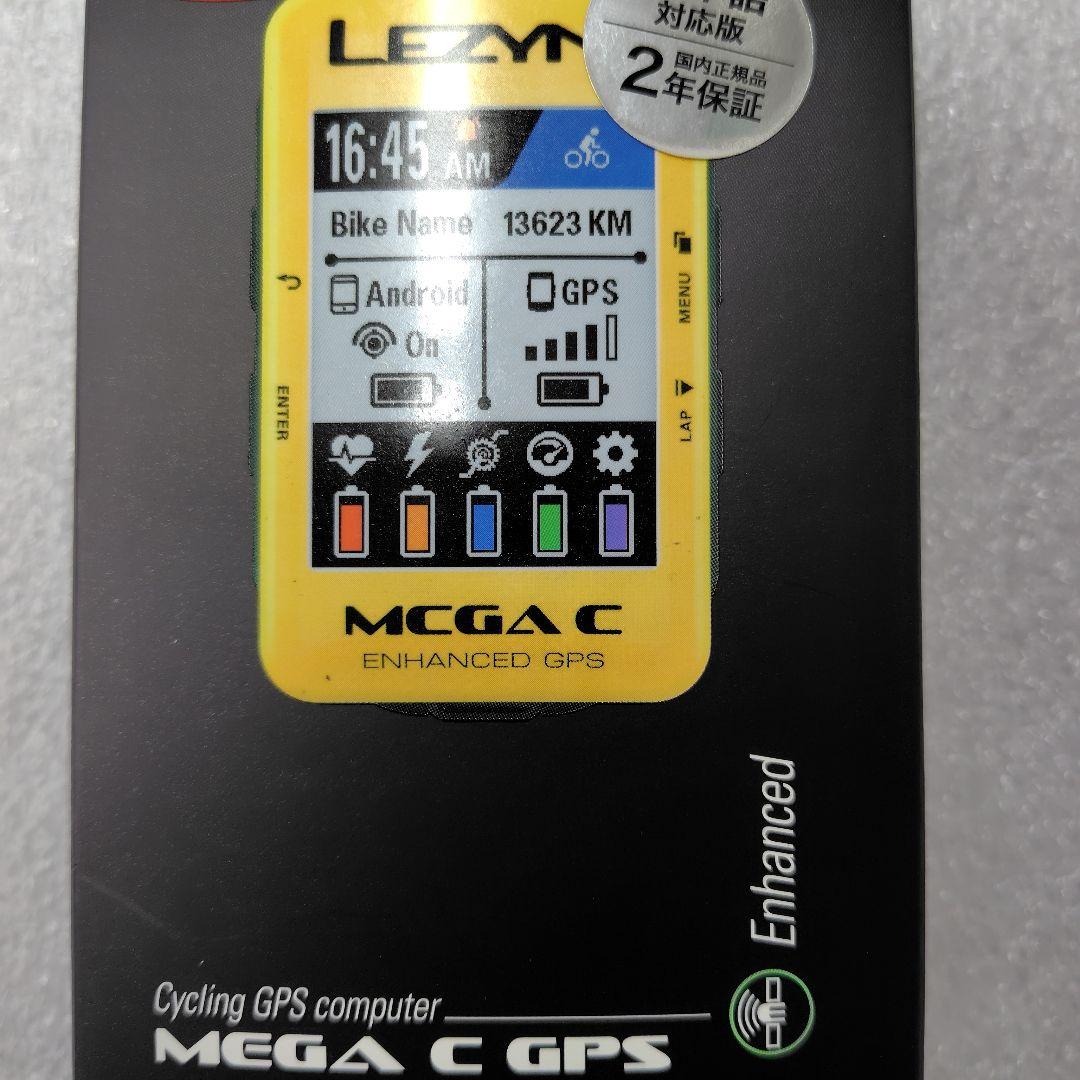 LEZYN
対応版
国内正規品
2年保証
16:45 AM
Bike Name 13623 KM
Android GPS
On
MENU
LAP
ENTER
MEGA C
ENHANCED GPS
Enhanced
Cycling GPS computer
MEGA C GPS